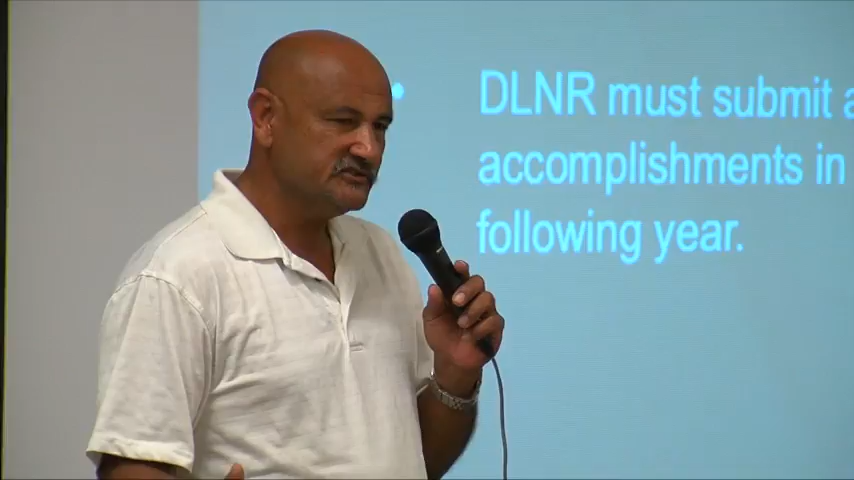 • DLNR must submit a
accomplishments in
following year.